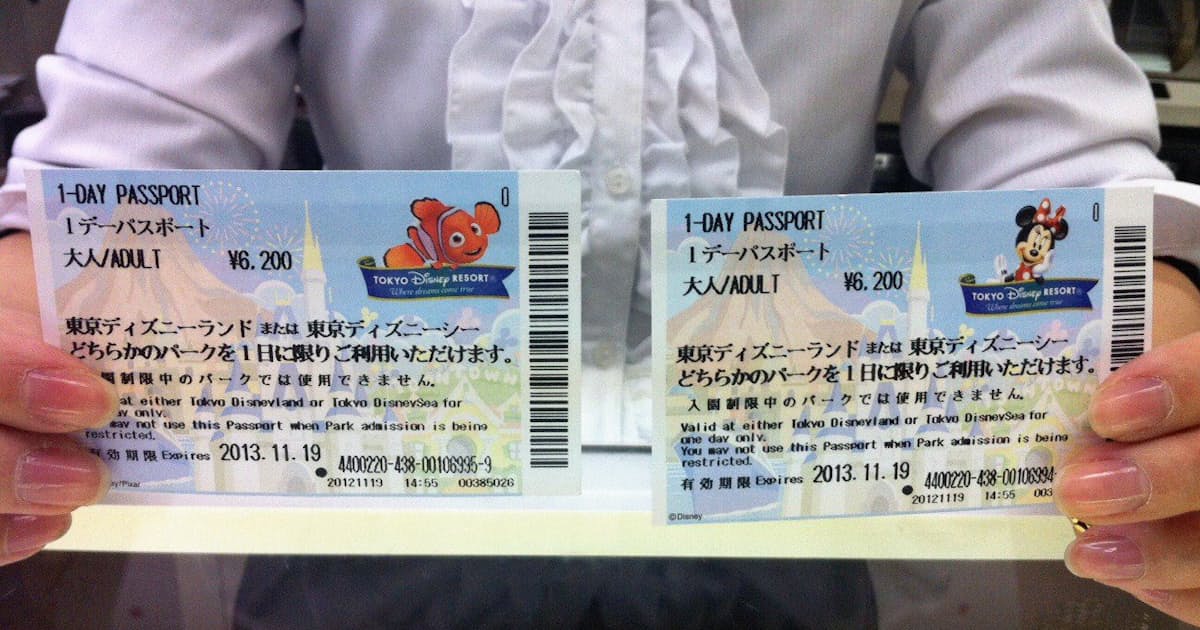 1-DAY PASSPORT
0
1デーパスポート
大人/ADULT ¥6,200
TOKYO Disney RESORT®
Where dreams come true
東京ディズニーランド または 東京ディズニーシー
どちらかのパークを1日に限りご利用いただけます。
園制限中のパークでは使用できません。
at either Tokyo Disneyland or Tokyo DisneySea for
day only.
may not use this Passport when Park admission is being
restricted.
有効期限 Expires 2013.11.19
4400220-438-00106995-9
20121119 14:55 00385026
/Pixar
1-DAY PASSPORT
0
1デーパスポート
大人/ADULT ¥6,200
TOKYO Disney RESORT®
Where dreams come true
東京ディズニーランド または 東京ディズニーシー
どちらかのパークを1日に限りご利用いただけます。
入園制限中のパークでは使用できません。
Valid at either Tokyo Disneyland or Tokyo DisneySea for
one day only.
You may not use this Passport when Park admission is being
restricted.
有効期限 Expires 2013.11.19
4400220-438-00106994-
20121119 14:55 003
©Disney